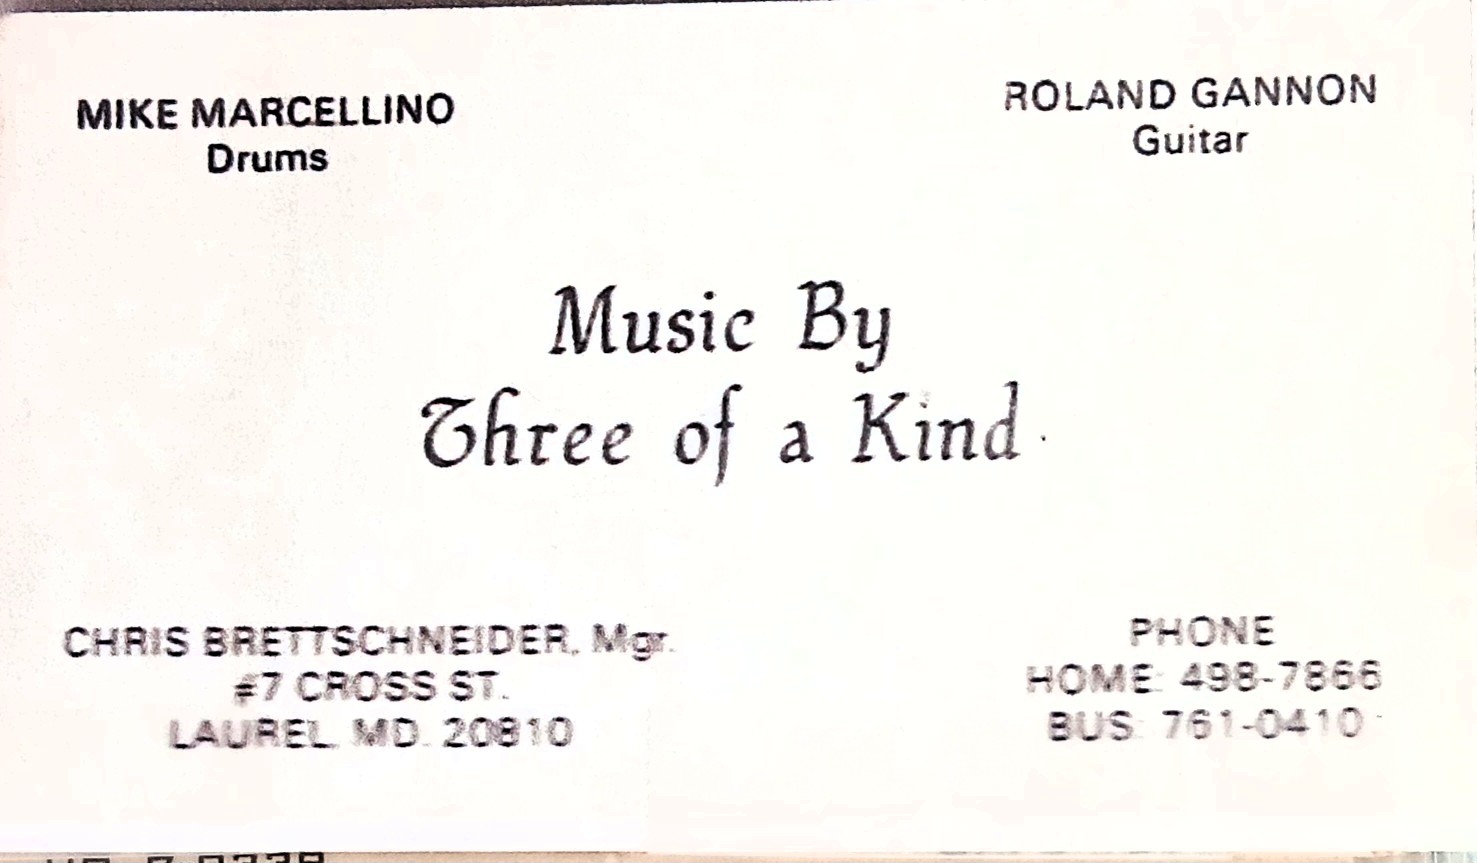 MIKE MARCELLINO
Drums
ROLAND GANNON
Guitar
Music By
Three of a Kind
CHRIS BRETTSCHNEIDER, Mgr.
#7 CROSS ST.
LAUREL, MD. 20810
PHONE
HOME: 498-7866
BUS: 761-0410